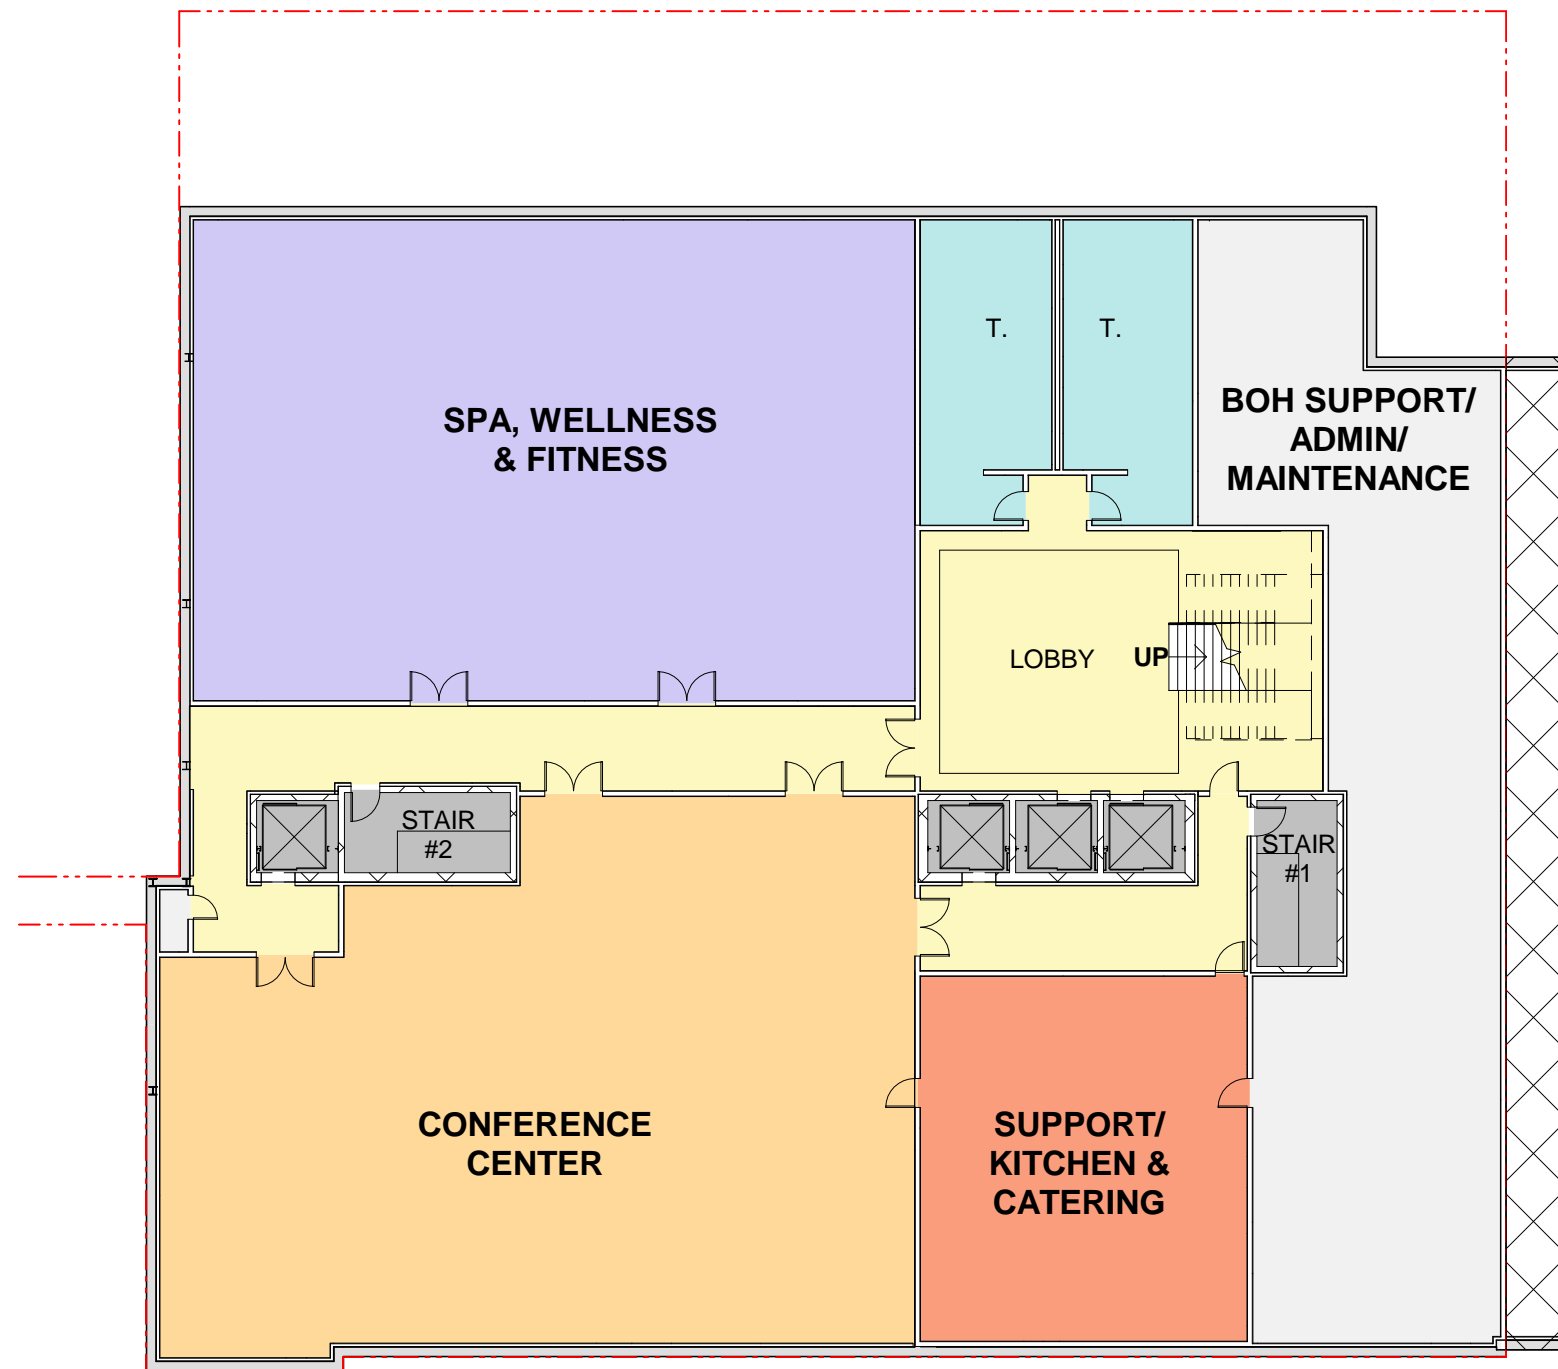 T.
T.
SPA, WELLNESS
& FITNESS
BOH SUPPORT/
ADMIN/
MAINTENANCE
LOBBY
UP
STAIR
#2
STAIR
#1
CONFERENCE
CENTER
SUPPORT/
KITCHEN &
CATERING